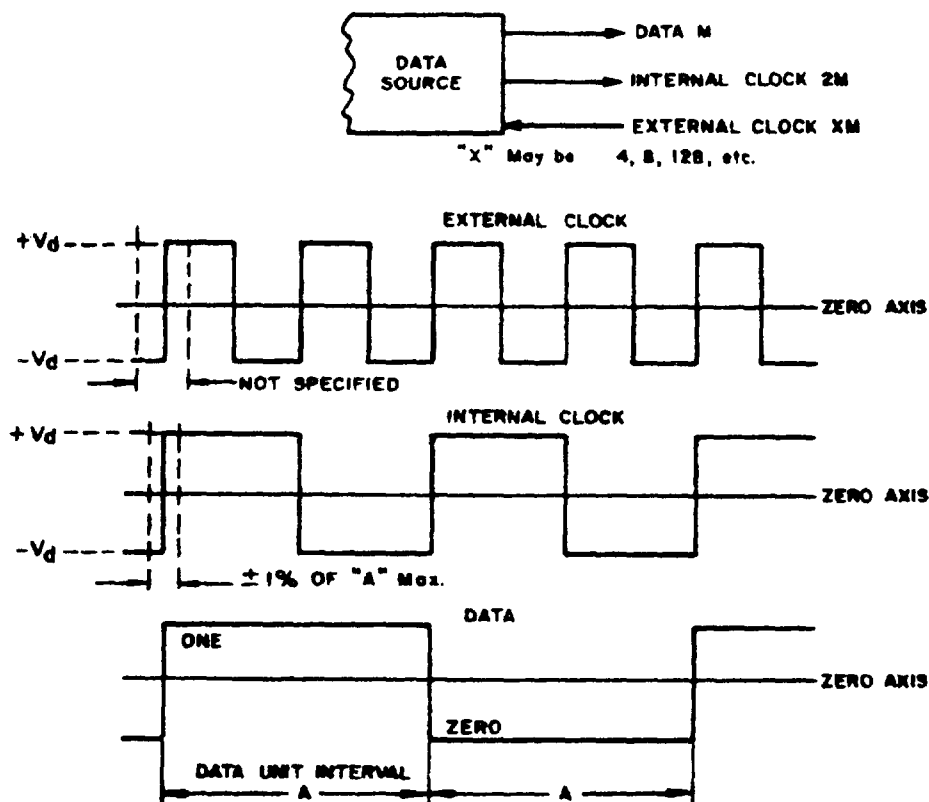 DATA SOURCE
DATA M
INTERNAL CLOCK 2M
EXTERNAL CLOCK XM
"X" May be 4, 8, 128, etc.
EXTERNAL CLOCK
+Vd
ZERO AXIS
-Vd
NOT SPECIFIED
INTERNAL CLOCK
+Vd
ZERO AXIS
-Vd
±1% OF "A" Max.
DATA
ONE
ZERO AXIS
ZERO
DATA UNIT INTERVAL
A
A